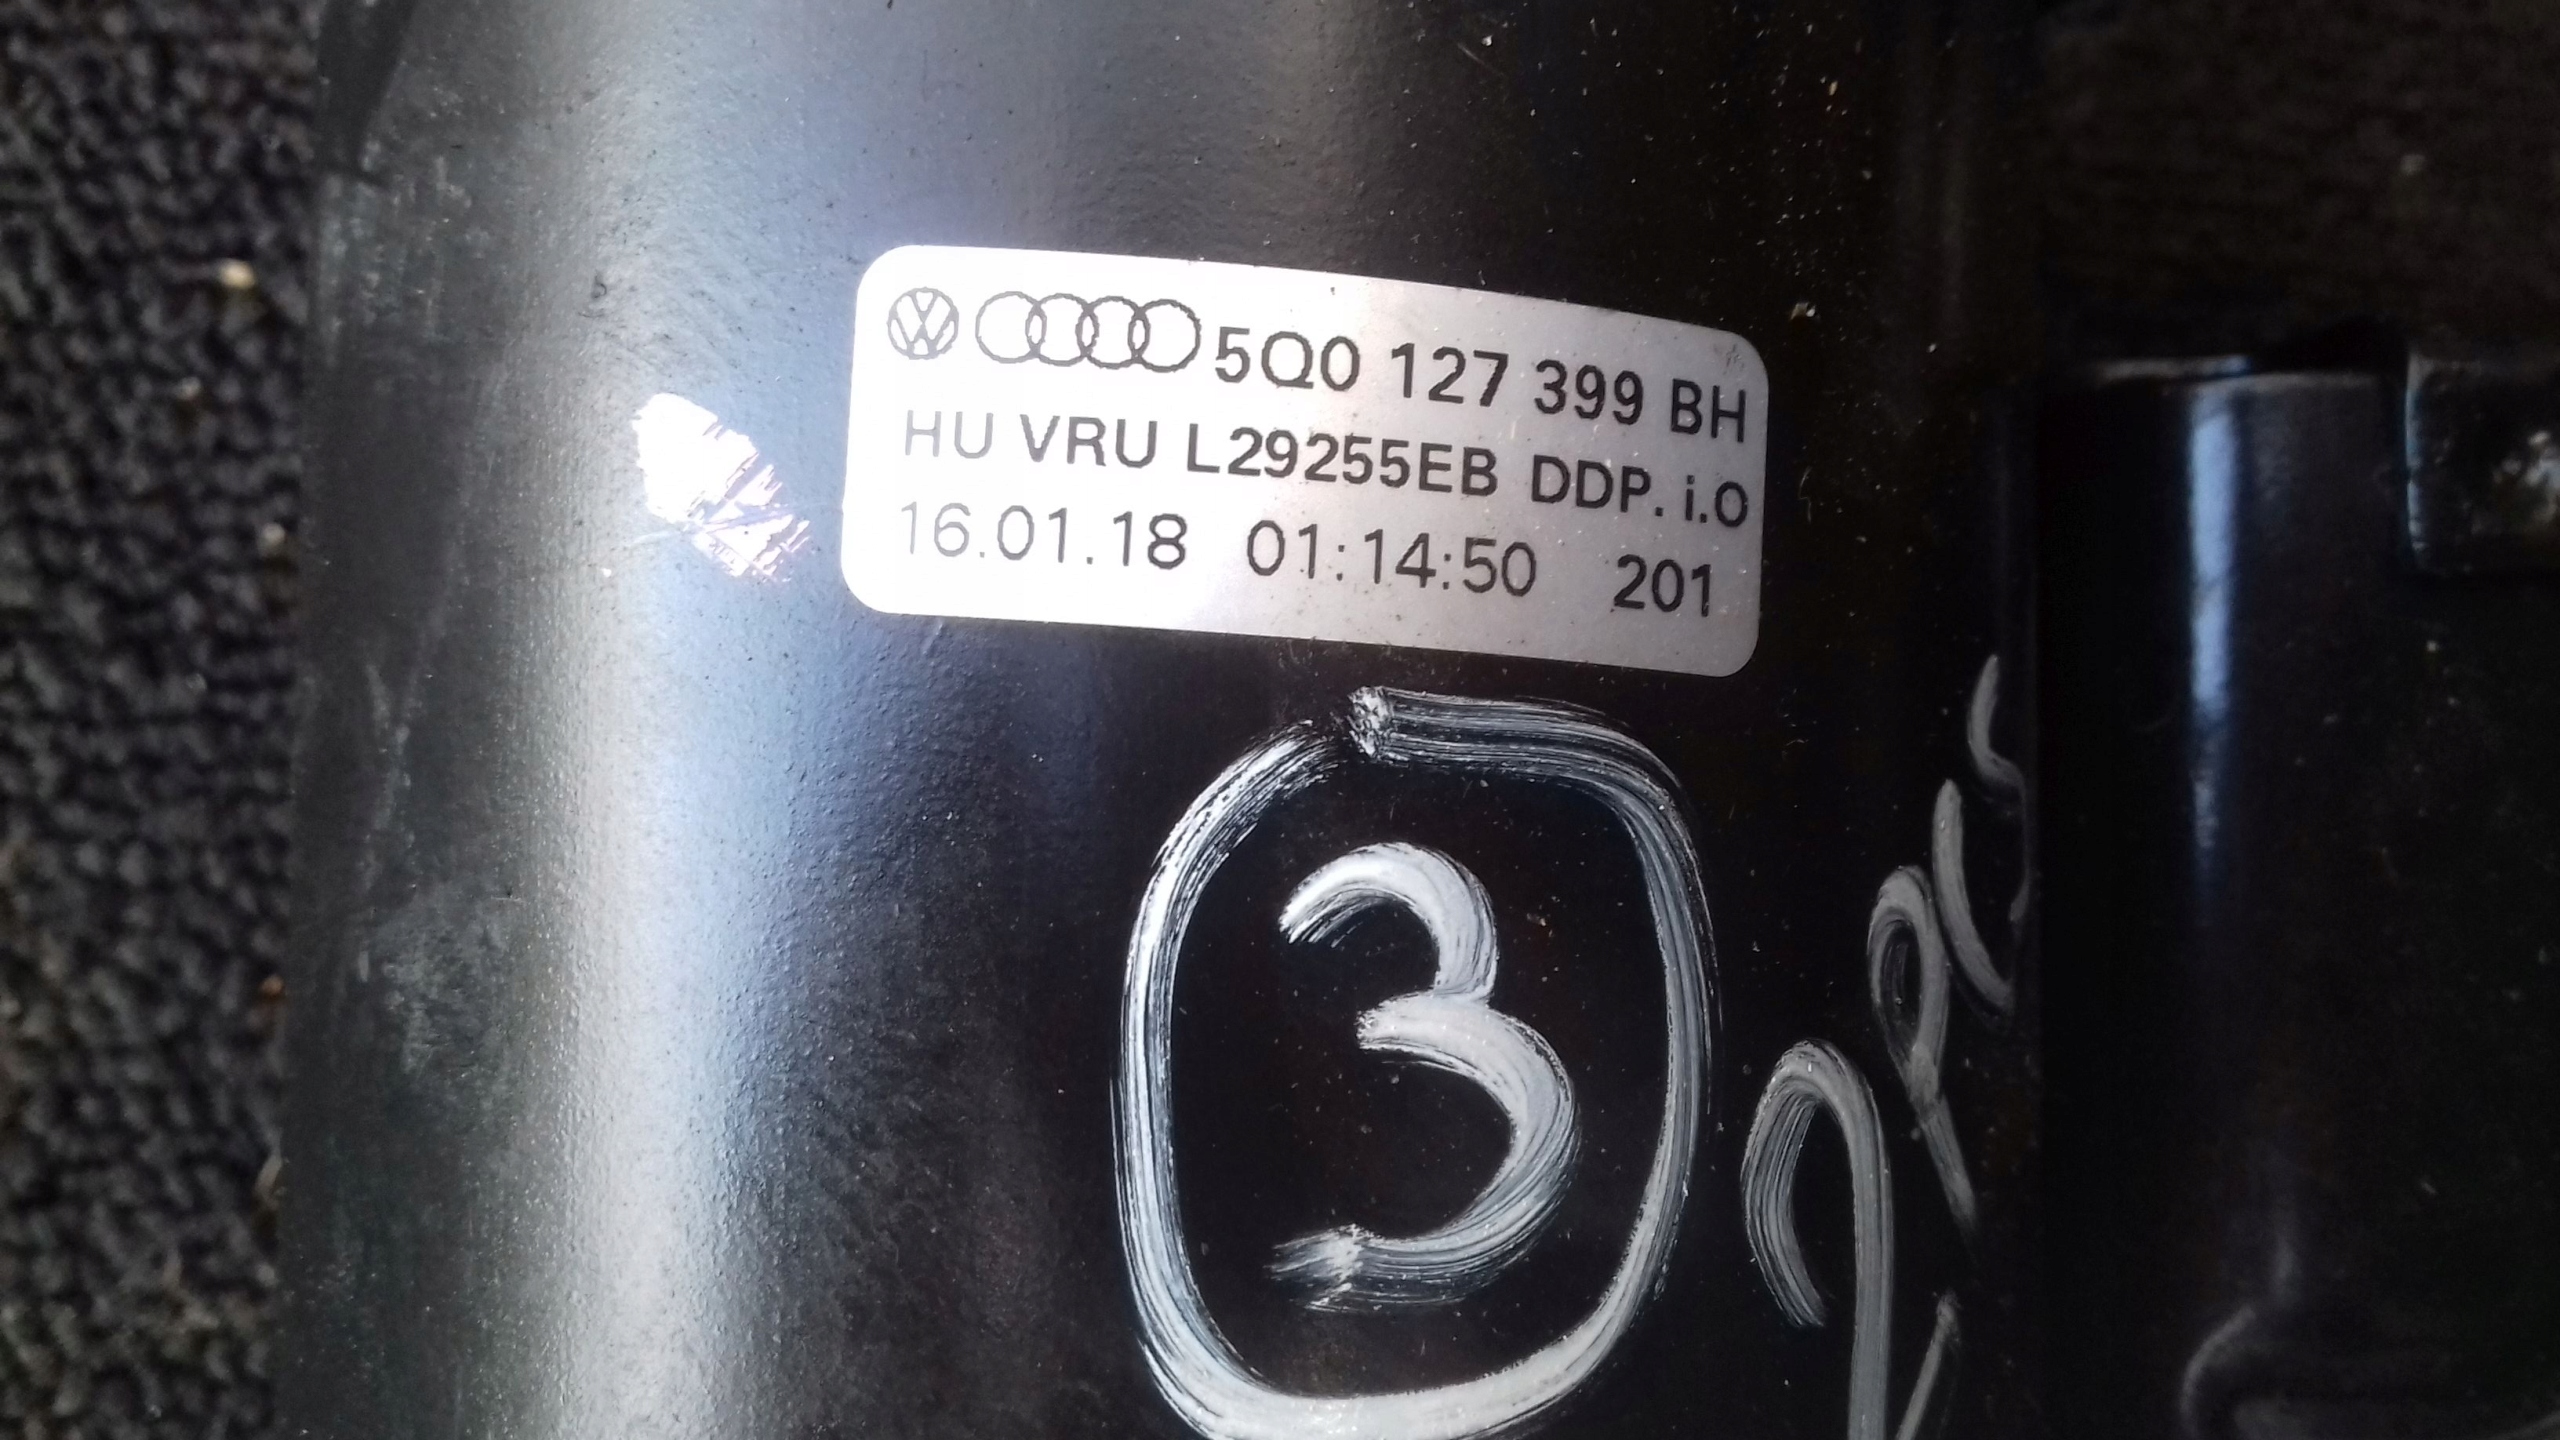 5Q0 127 399 BH
HU VRU L29255EB DDP. i.O
16.01.18 01:14:50 201
3